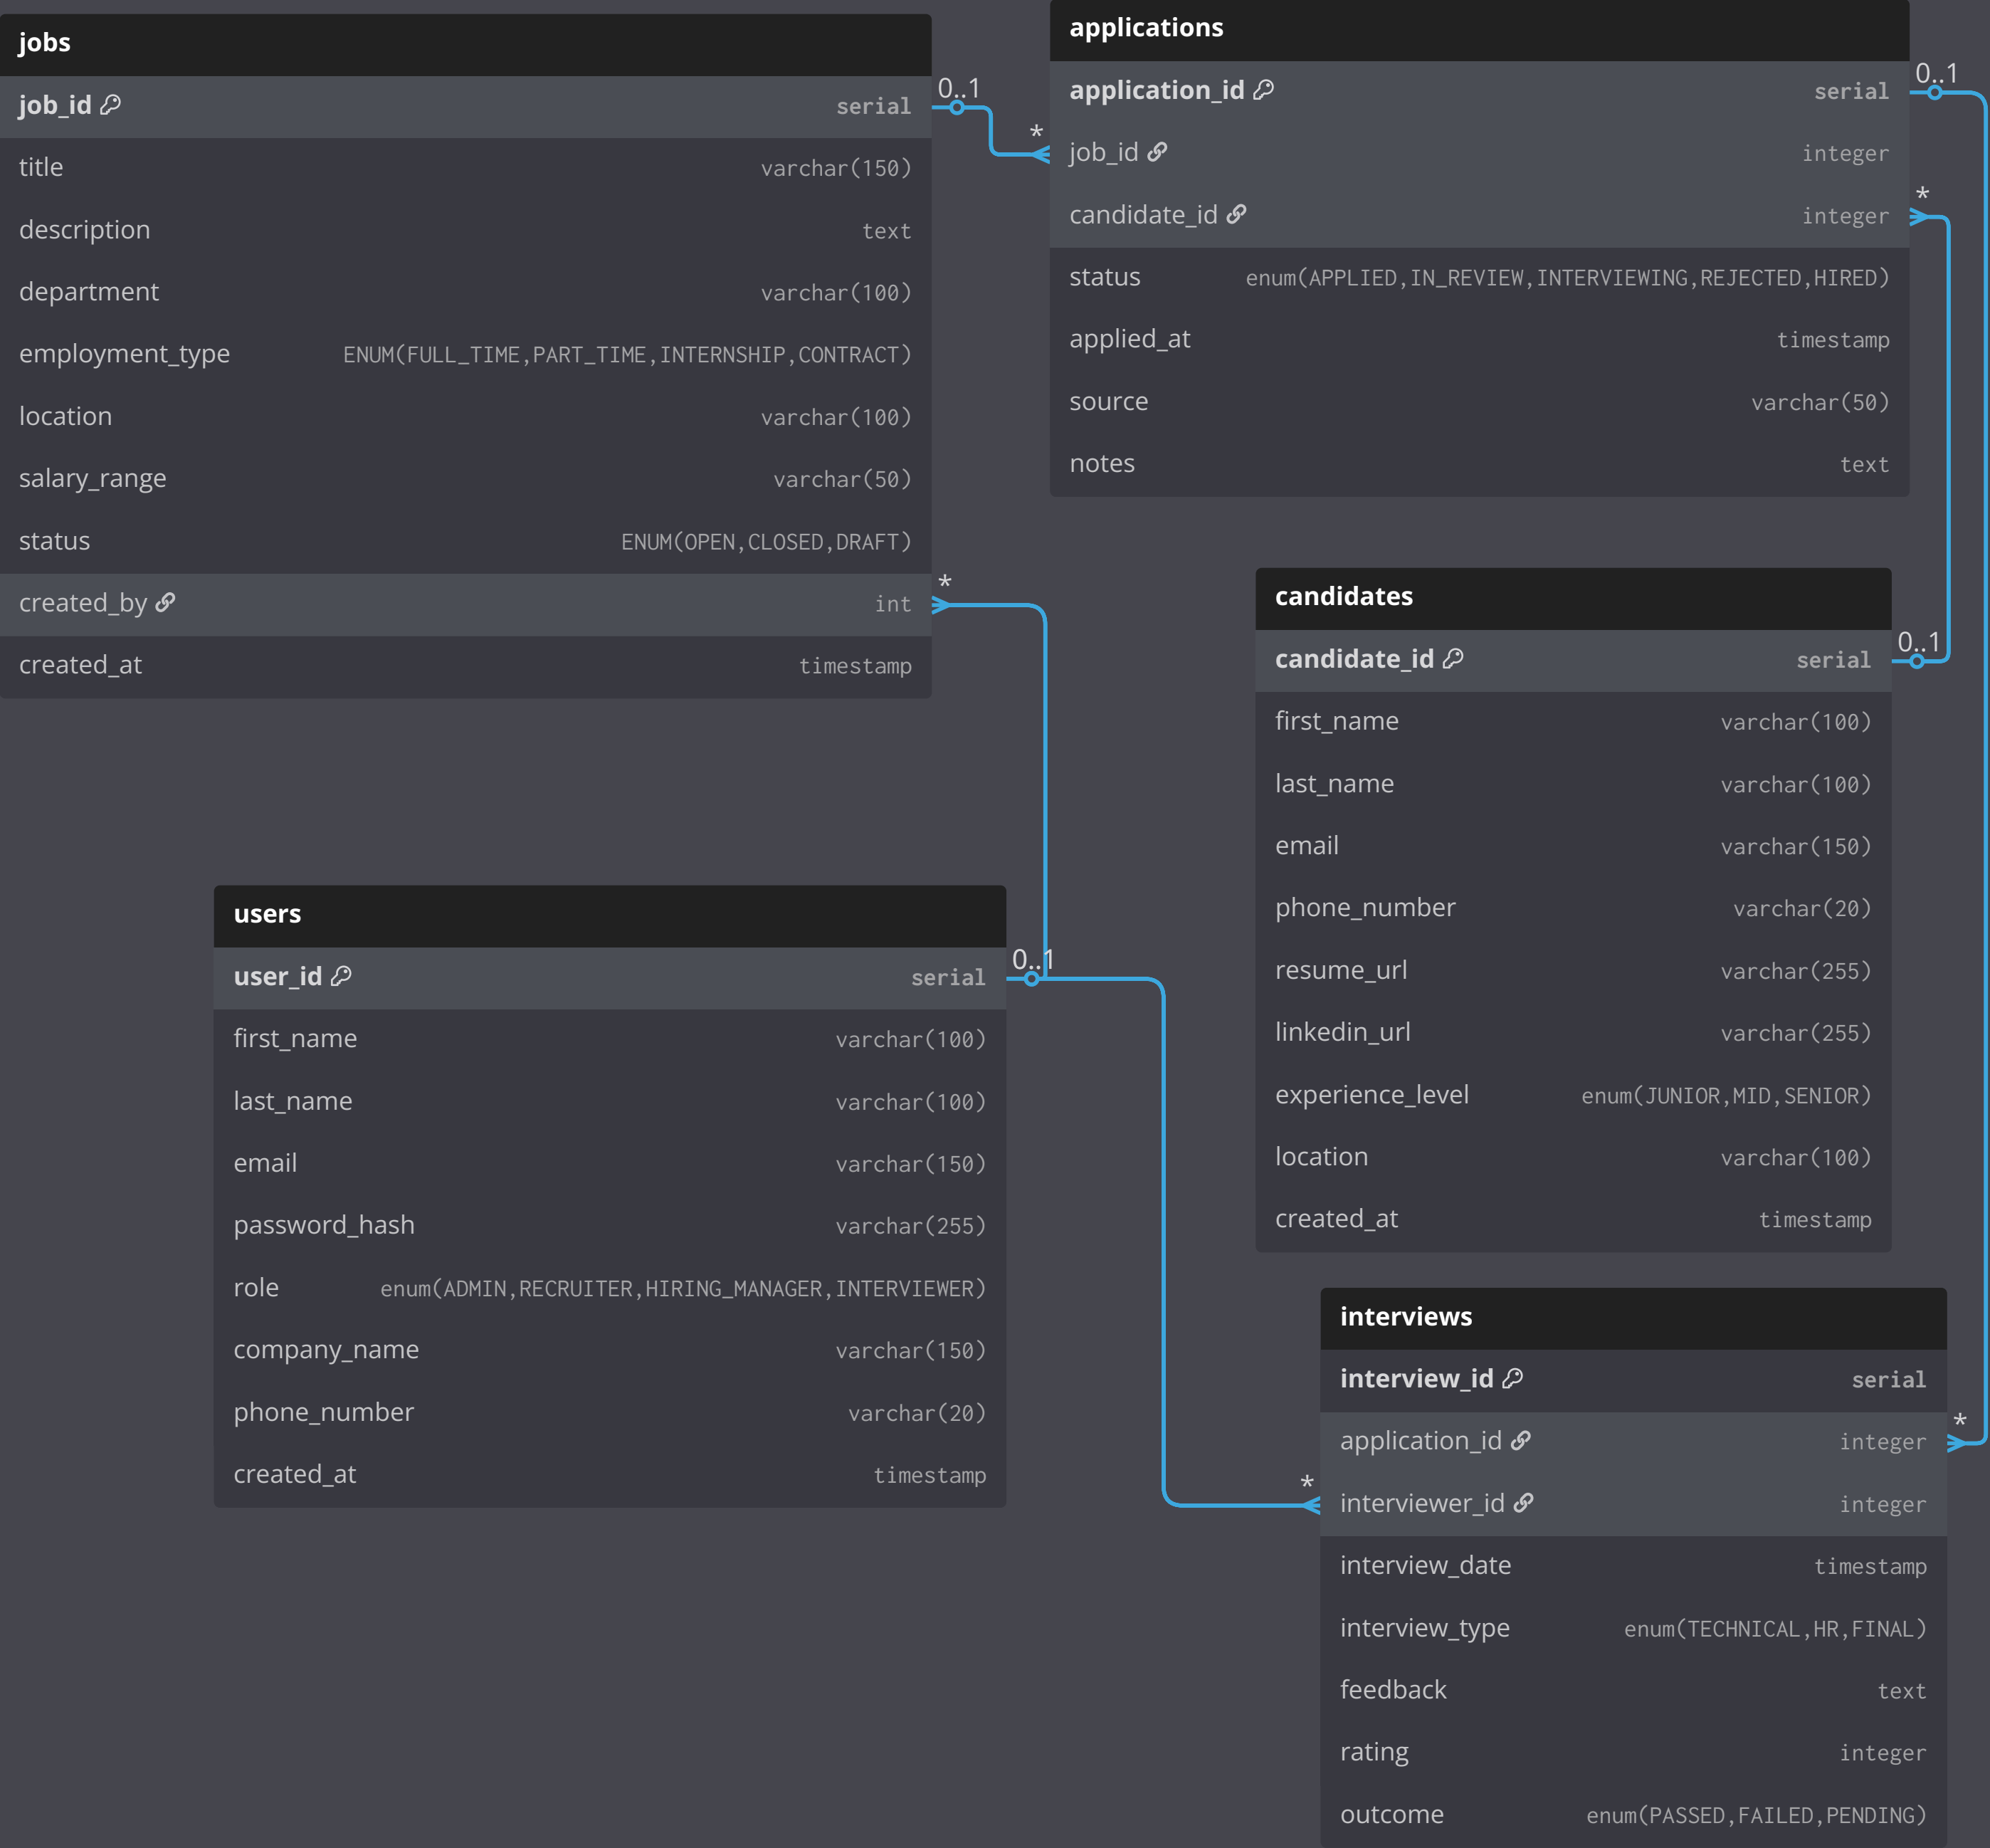 jobs
job_id serial
title varchar(150)
description text
department varchar(100)
employment_type ENUM(FULL_TIME,PART_TIME,INTERNSHIP,CONTRACT)
location varchar(100)
salary_range varchar(50)
status ENUM(OPEN,CLOSED,DRAFT)
created_by int
created_at timestamp
0..1
*
*
applications
application_id serial
job_id integer
candidate_id integer
status enum(APPLIED,IN_REVIEW,INTERVIEWING,REJECTED,HIRED)
applied_at timestamp
source varchar(50)
notes text
0..1
*
candidates
candidate_id serial
first_name varchar(100)
last_name varchar(100)
email varchar(150)
phone_number varchar(20)
resume_url varchar(255)
linkedin_url varchar(255)
experience_level enum(JUNIOR,MID,SENIOR)
location varchar(100)
created_at timestamp
0..1
users
user_id serial
first_name varchar(100)
last_name varchar(100)
email varchar(150)
password_hash varchar(255)
role enum(ADMIN,RECRUITER,HIRING_MANAGER,INTERVIEWER)
company_name varchar(150)
phone_number varchar(20)
created_at timestamp
0..1
interviews
interview_id serial
application_id integer
interviewer_id integer
interview_date timestamp
interview_type enum(TECHNICAL,HR,FINAL)
feedback text
rating integer
outcome enum(PASSED,FAILED,PENDING)
*
*